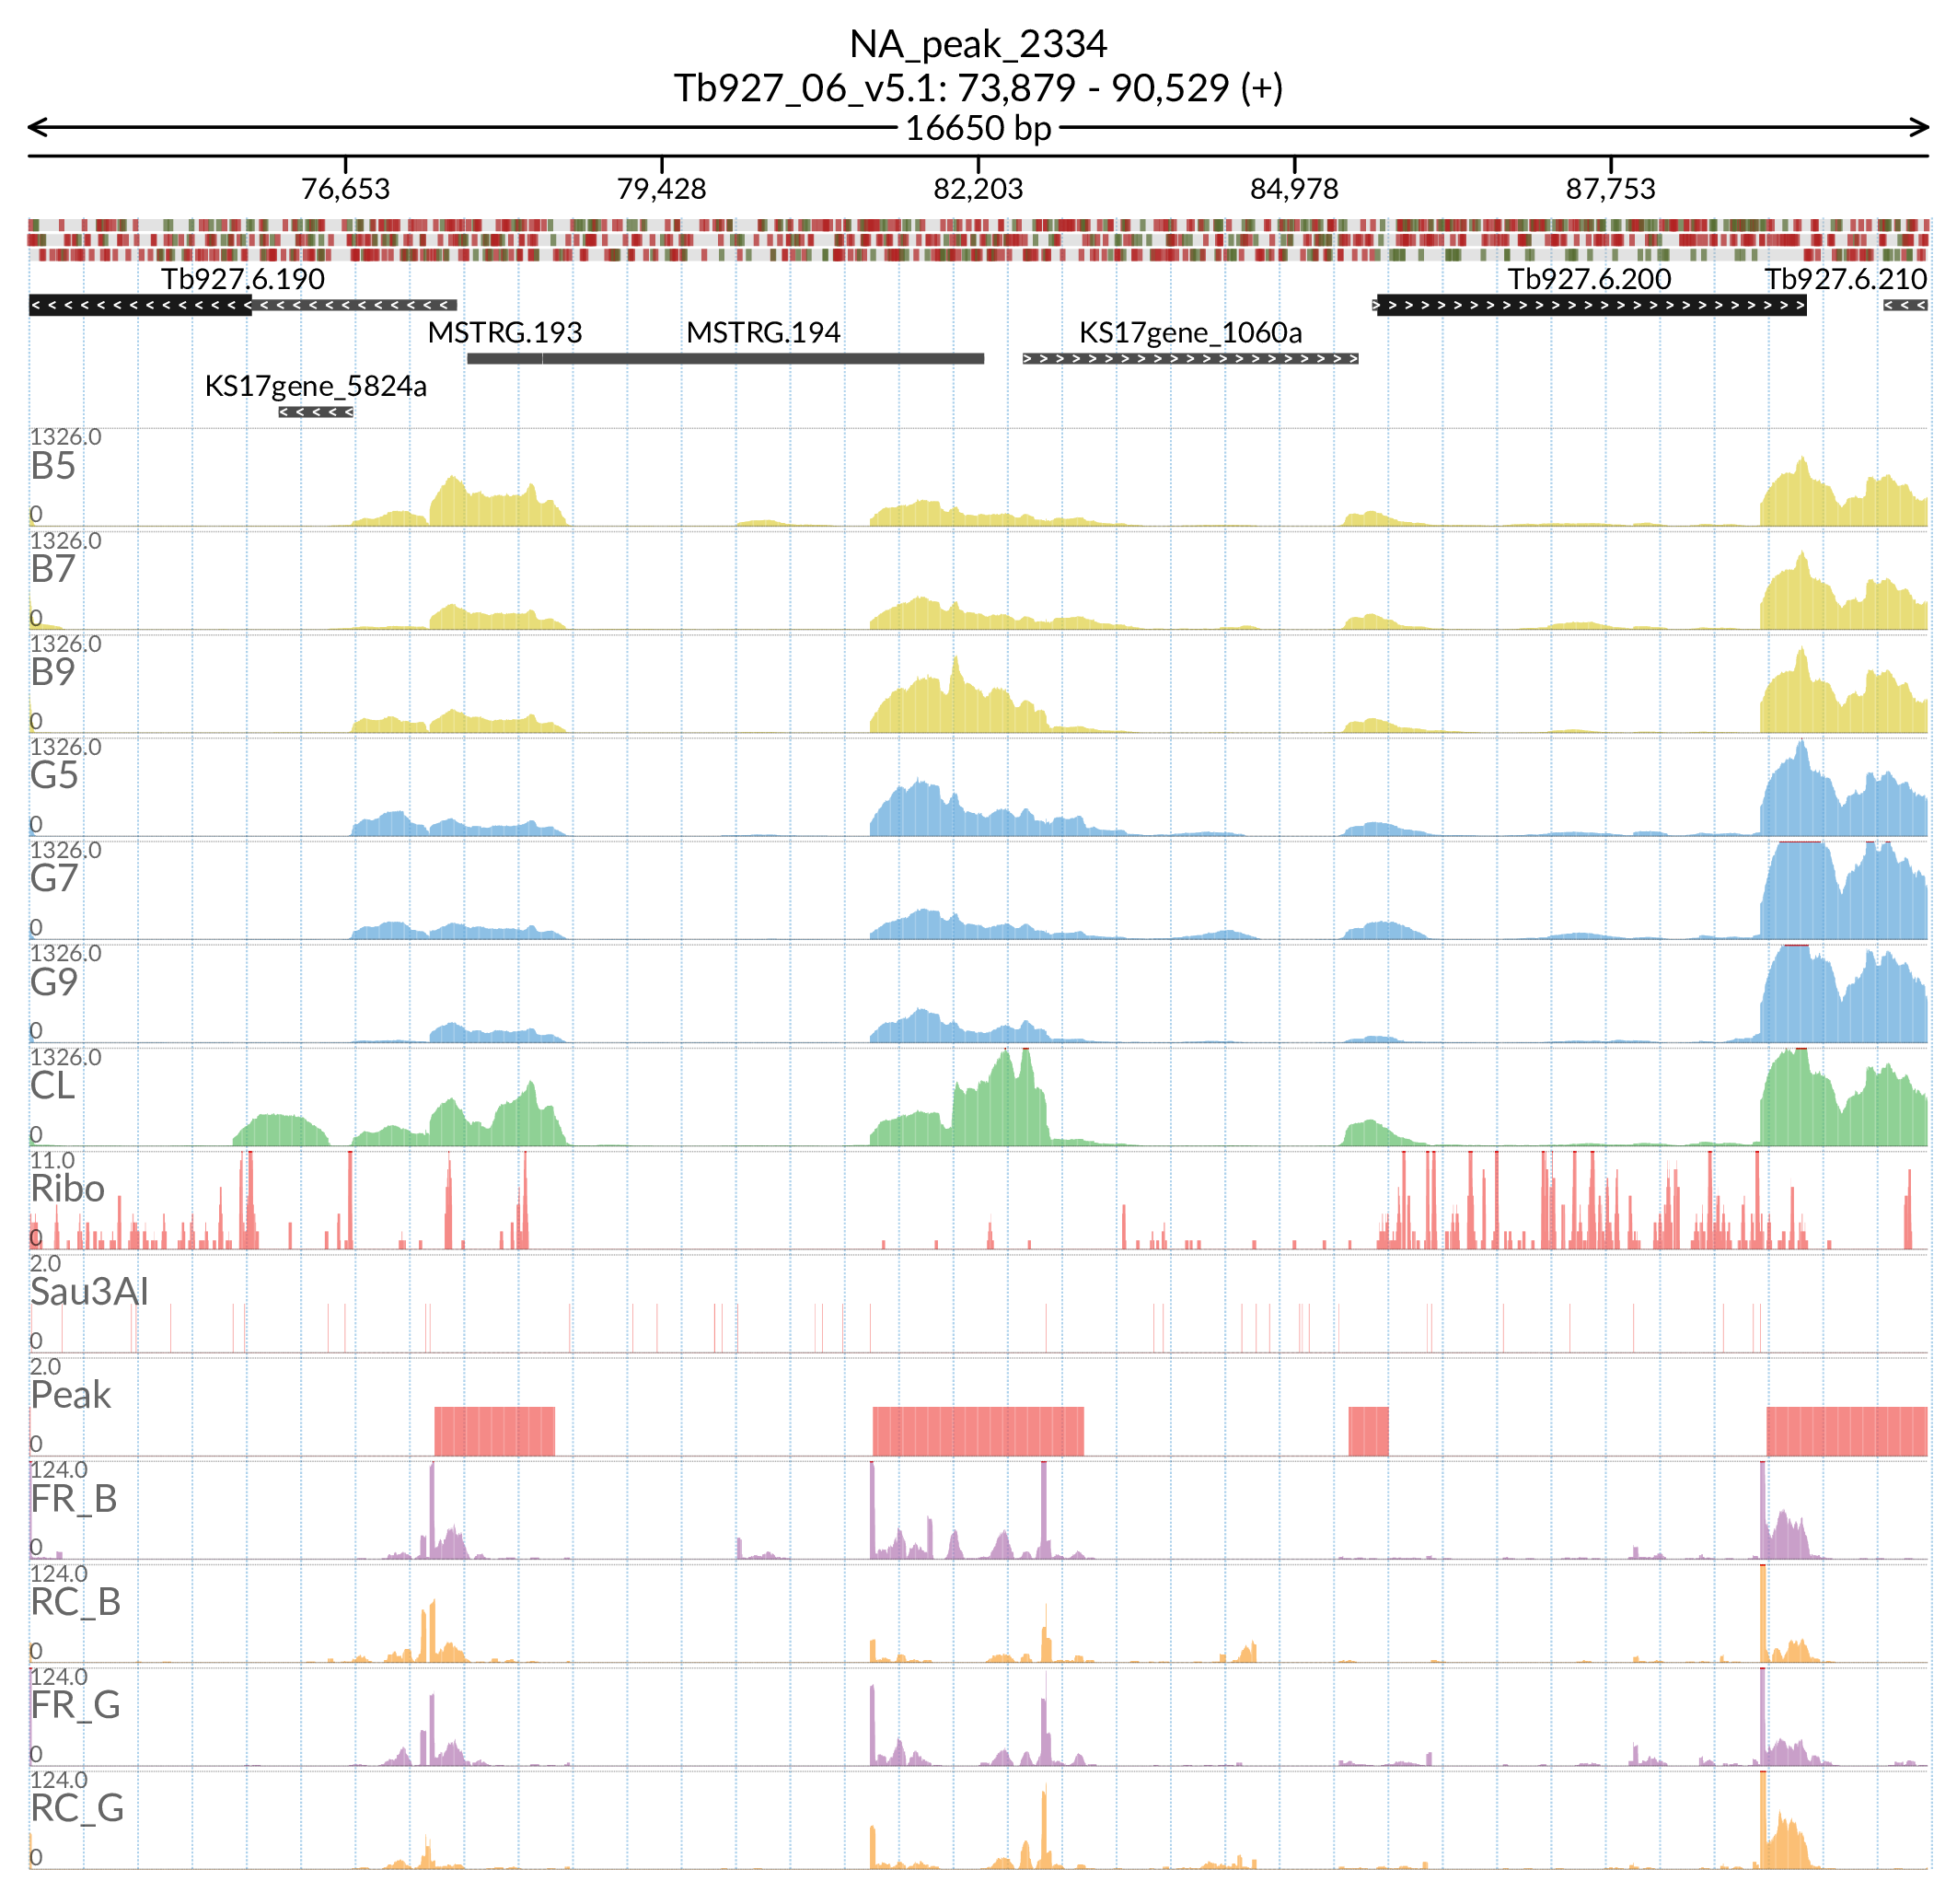 NA_peak_2334
Tb927_06_v5.1: 73,879 - 90,529 (+)
16650 bp
76,653 79,428 82,203 84,978 87,753
Tb927.6.190 Tb927.6.200 Tb927.6.210
MSTRG.193 MSTRG.194 KS17gene_1060a
KS17gene_5824a
1326.0
B5
0
1326.0
B7
0
1326.0
B9
0
1326.0
G5
0
1326.0
G7
0
1326.0
G9
0
1326.0
CL
0
11.0
Ribo
0
2.0
Sau3AI
0
2.0
Peak
0
124.0
FR_B
0
124.0
RC_B
0
124.0
FR_G
0
124.0
RC_G
0